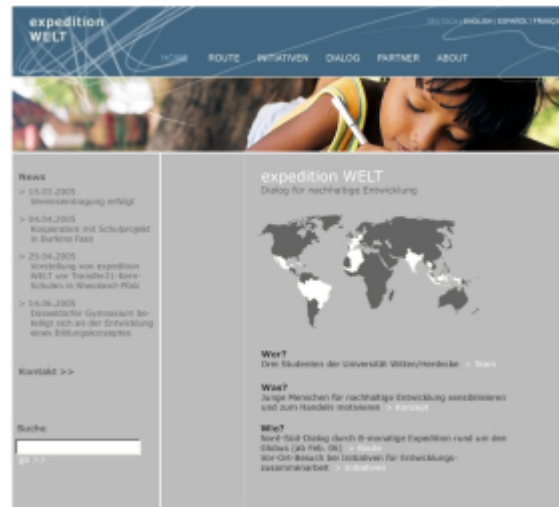 expedition
WELT
DEUTSCH | ENGLISH | ESPAÑOL | FRANÇA
HOME ROUTE INITIATIVEN DIALOG PARTNER ABOUT
News
> 15.03.2005
Vereinseintragung erfolgt
> 04.04.2005
Kooperation mit Schulprojekt
in Burkina Faso
> 29.04.2005
Vorstellung von expedition
WELT vor Transfer21-Kern-
Schulen in Rheinland-Pfalz
> 14.06.2005
Düsseldorfer Gymnasium be-
teiligt sich an der Entwicklung
eines Bildungskonzeptes
Kontakt >>
Suche
go >>
expedition WELT
Dialog für nachhaltige Entwicklung
Wer?
Drei Studenten der Universität Witten/Herdecke > Team
Was?
Junge Menschen für nachhaltige Entwicklung sensibilisieren
und zum Handeln motivieren > Konzept
Wie?
Nord-Süd-Dialog durch 8-monatige Expedition rund um den
Globus (ab Feb. 06) > Route
Vor-Ort-Besuch bei Initiativen für Entwicklungs-
zusammenarbeit > Initiativen